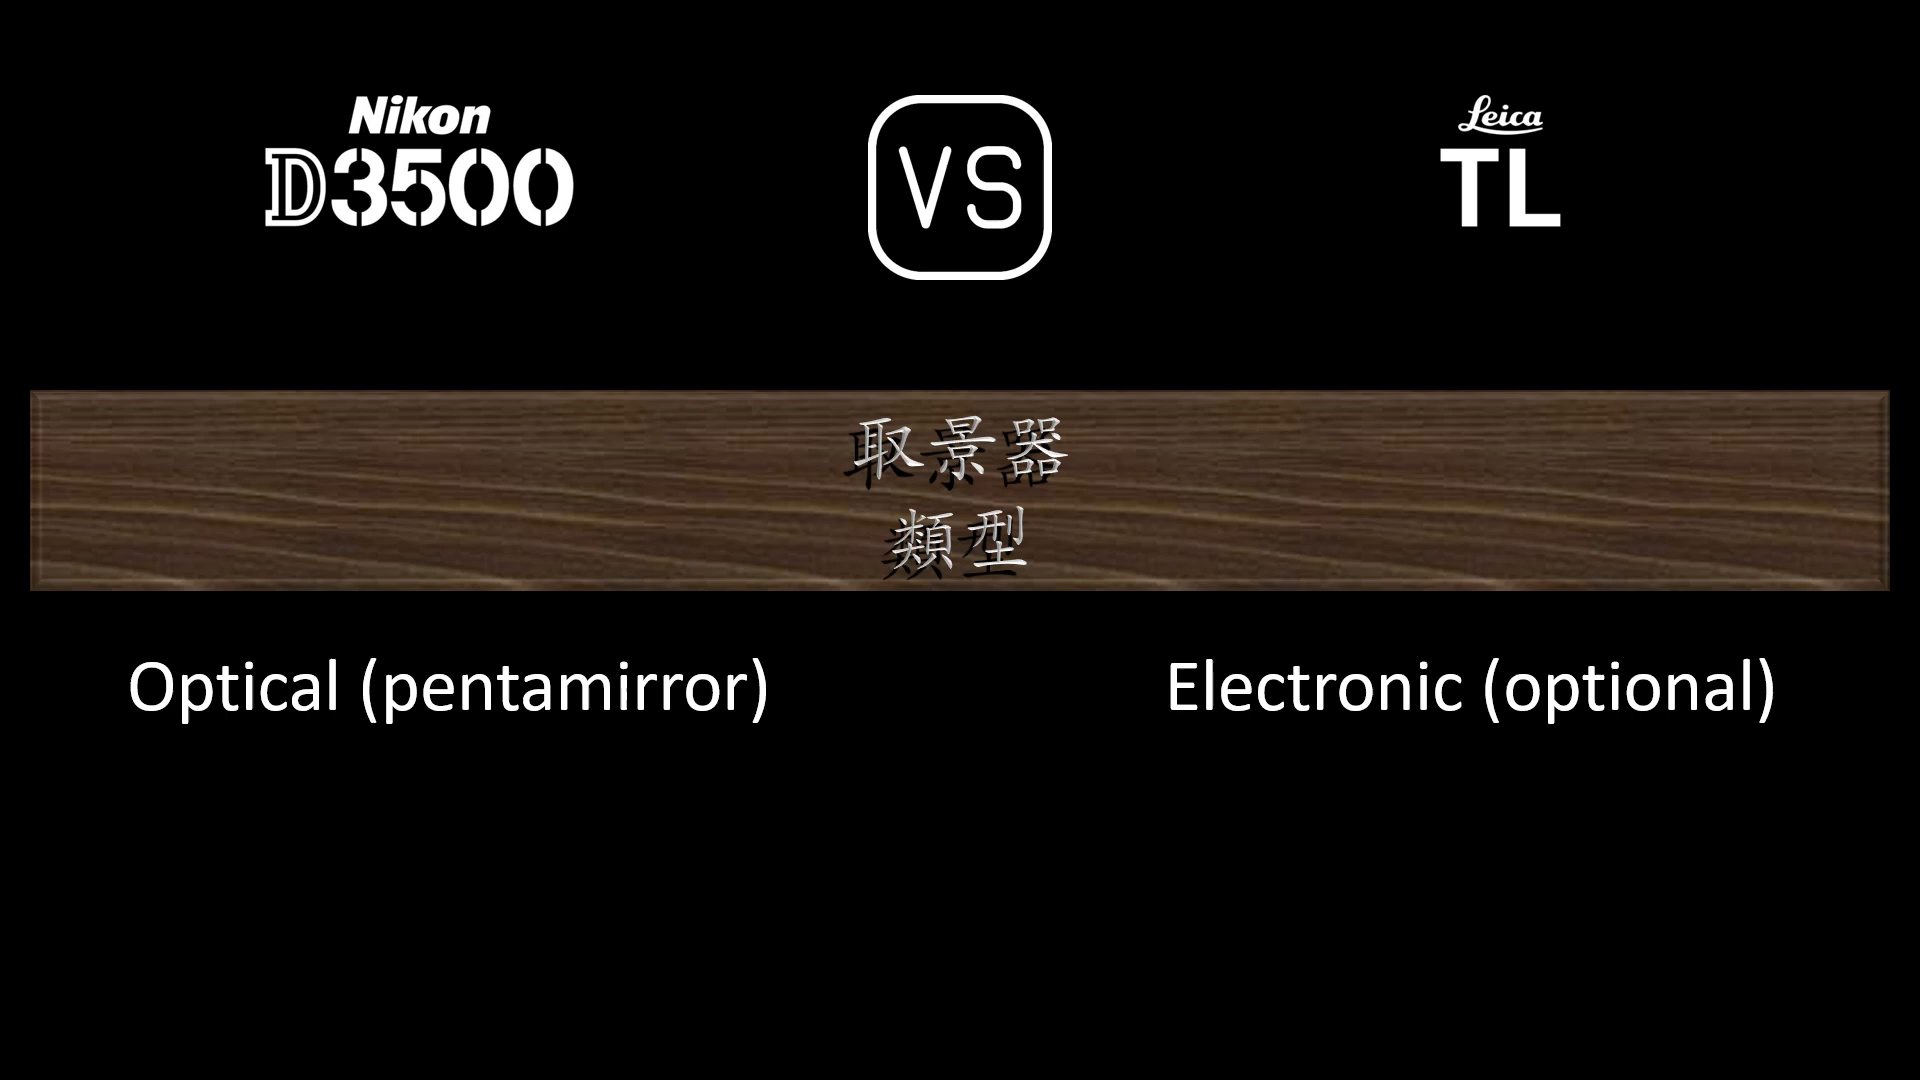 Nikon
D3500
VS
Leica
TL
取景器
類型
Optical (pentamirror)
Electronic (optional)